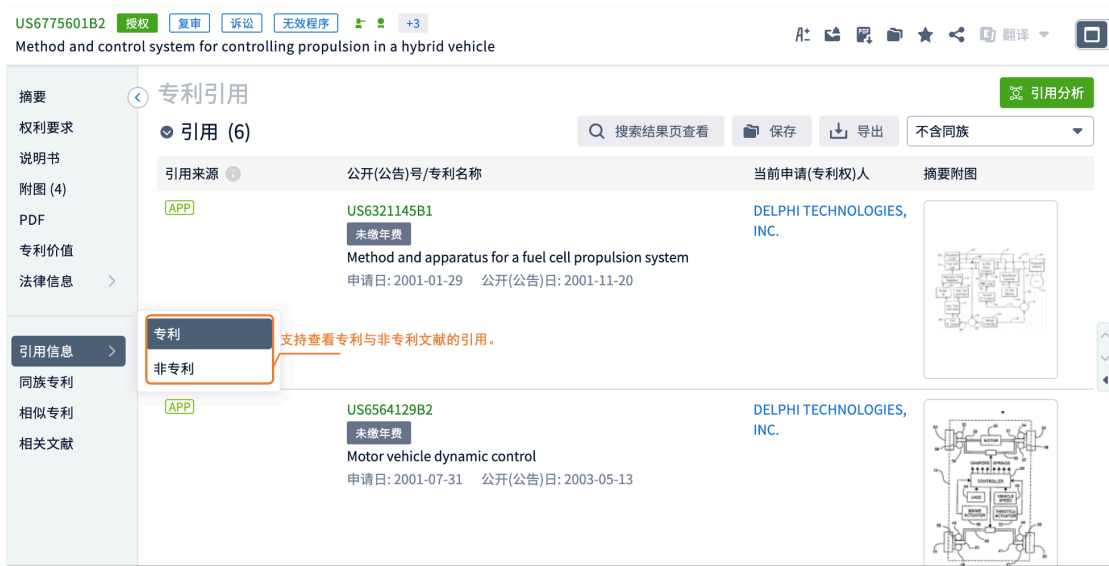 US6775601B2 授权 复审 诉讼 无效程序 +3
Method and control system for controlling propulsion in a hybrid vehicle
翻译
摘要
权利要求
说明书
附图 (4)
PDF
专利价值
法律信息
引用信息
同族专利
相似专利
相关文献
专利引用
引用分析
引用 (6)
搜索结果页查看 保存 导出 不含同族
引用来源 公开(公告)号/专利名称 当前申请(专利权)人 摘要附图
APP
US6321145B1
未缴年费
Method and apparatus for a fuel cell propulsion system
申请日: 2001-01-29 公开(公告)日: 2001-11-20
DELPHI TECHNOLOGIES,
INC.
专利
非专利
支持查看专利与非专利文献的引用。
APP
US6564129B2
未缴年费
Motor vehicle dynamic control
申请日: 2001-07-31 公开(公告)日: 2003-05-13
DELPHI TECHNOLOGIES,
INC.
MOTOR
DAMPERS SPRINGS
CONTROLLER
VEHICLE
SPEED
BRAKE
ACTUATOR
THROTTLE
ACTUATOR